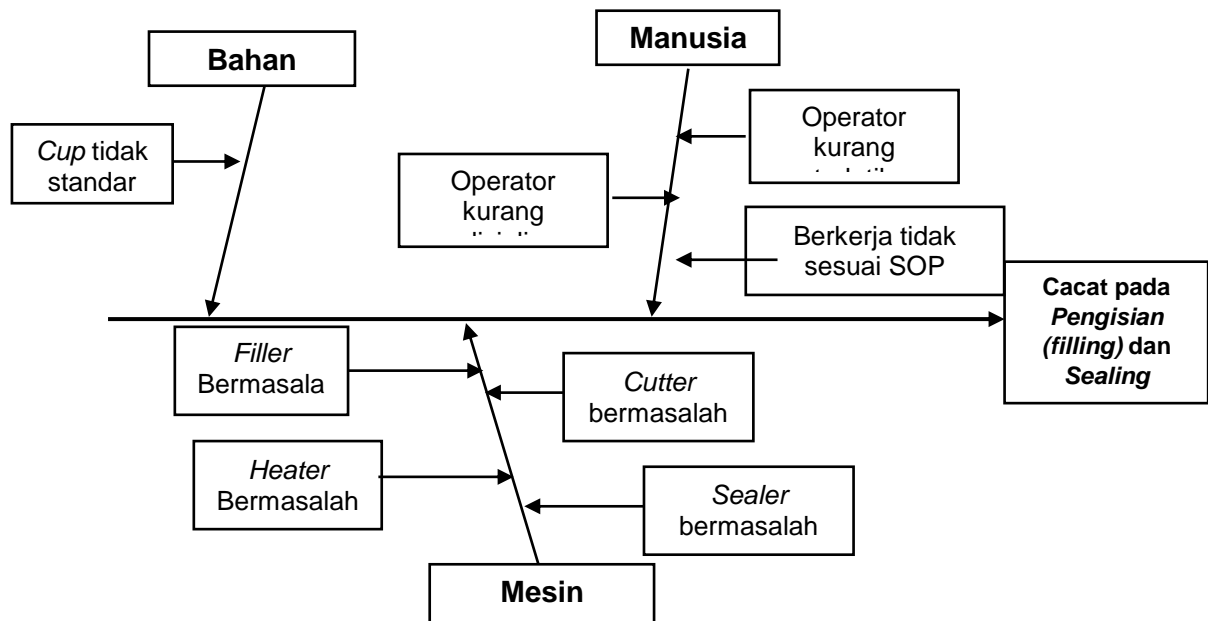 Bahan
Manusia
Cup tidak
standar
Operator
kurang
Operator
kurang
Berkerja tidak
sesuai SOP
Cacat pada
Pengisian
(filling) dan
Sealing
Filler
Bermasala
Cutter
bermasalah
Heater
Bermasalah
Sealer
bermasalah
Mesin